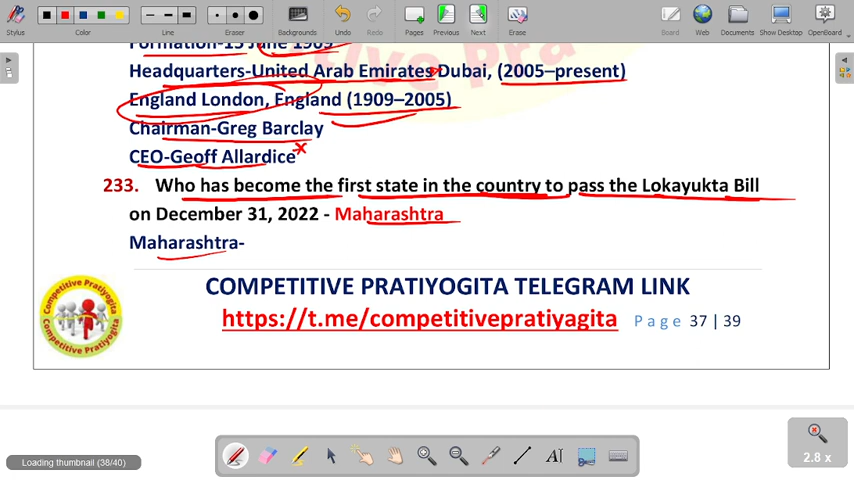 Stylus
Color
Line
Eraser
Backgrounds
Undo
Redo
Pages
Previous
Next
Erase
Board
Web
Documents
Show Desktop
OpenBoard
Formation-15 June 1909
Headquarters-United Arab Emirates Dubai, (2005–present)
England London, England (1909–2005)
Chairman-Greg Barclay
CEO-Geoff Allardice
233. Who has become the first state in the country to pass the Lokayukta Bill
on December 31, 2022 - Maharashtra
Maharashtra-
Competitive Pratiyogita
Competitive Pratiyogita
COMPETITIVE PRATIYOGITA TELEGRAM LINK
https://t.me/competitivepratiyagita Page 37 | 39
Loading thumbnail (38/40)
2.8 x